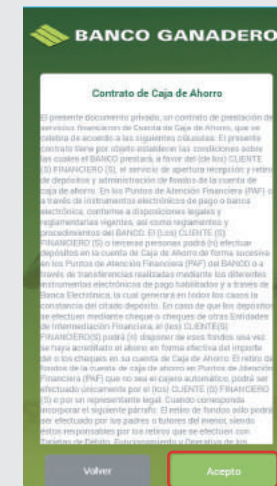 BANCO GANADERO
Contrato de Caja de Ahorro
El presente documento privado, un contrato de prestación de
servicios financieros de Cuenta de Caja de Ahorro, que se
celebra de acuerdo a las siguientes cláusulas: El presente
contrato tiene por objeto establecer las condiciones sobre
las cuales el BANCO prestará, a favor del (de los) CLIENTE
(S) FINANCIERO (S), el servicio de apertura recepción y retiro
de depósitos y administración de fondos de la cuenta de
caja de ahorro. En los Puntos de Atención Financiera (PAF) o
a través de instrumentos electrónicos de pago o banca
electrónica, conforme a disposiciones legales y
reglamentarias vigentes, así como reglamentos y
procedimientos del BANCO. El (Los) CLIENTE (S)
FINANCIERO (S) o terceras personas podrá (n) efectuar
depósitos en la cuenta de Caja de Ahorro de forma sucesiva
en los Puntos de Atención Financiera (PAF) del BANCO o a
través de transferencias realizadas mediante los diferentes
instrumentos electrónicos de pago habilitados y a través de
Banca Electrónica, la cual generará en todos los casos la
constancia del citado depósito. En caso de que los depósitos
se efectúen mediante cheque o cheques de otras Entidades
de Intermediación Financiera, el (los) CLIENTE(S)
FINANCIERO(S) podrá (n) disponer de esos fondos una vez
se haya acreditado el abono en forma efectiva del importe
del o los cheques en su cuenta de Caja de Ahorro. El retiro de
fondos de la cuenta de caja de ahorro en Puntos de Atención
Financiera (PAF) que no sea el cajero automático, podrá ser
efectuado únicamente por el (los) CLIENTE (S) FINANCIERO
(S) o por un representante legal. Cuando corresponda
incorporar el siguiente párrafo: El retiro de fondos sólo podrá
ser efectuado por los padres o tutores del menor, siendo
éstos responsables por los retiros que se efectúen con
Tarjetas de Débito. Funcionamiento y Operativa de los
Volver
Acepto